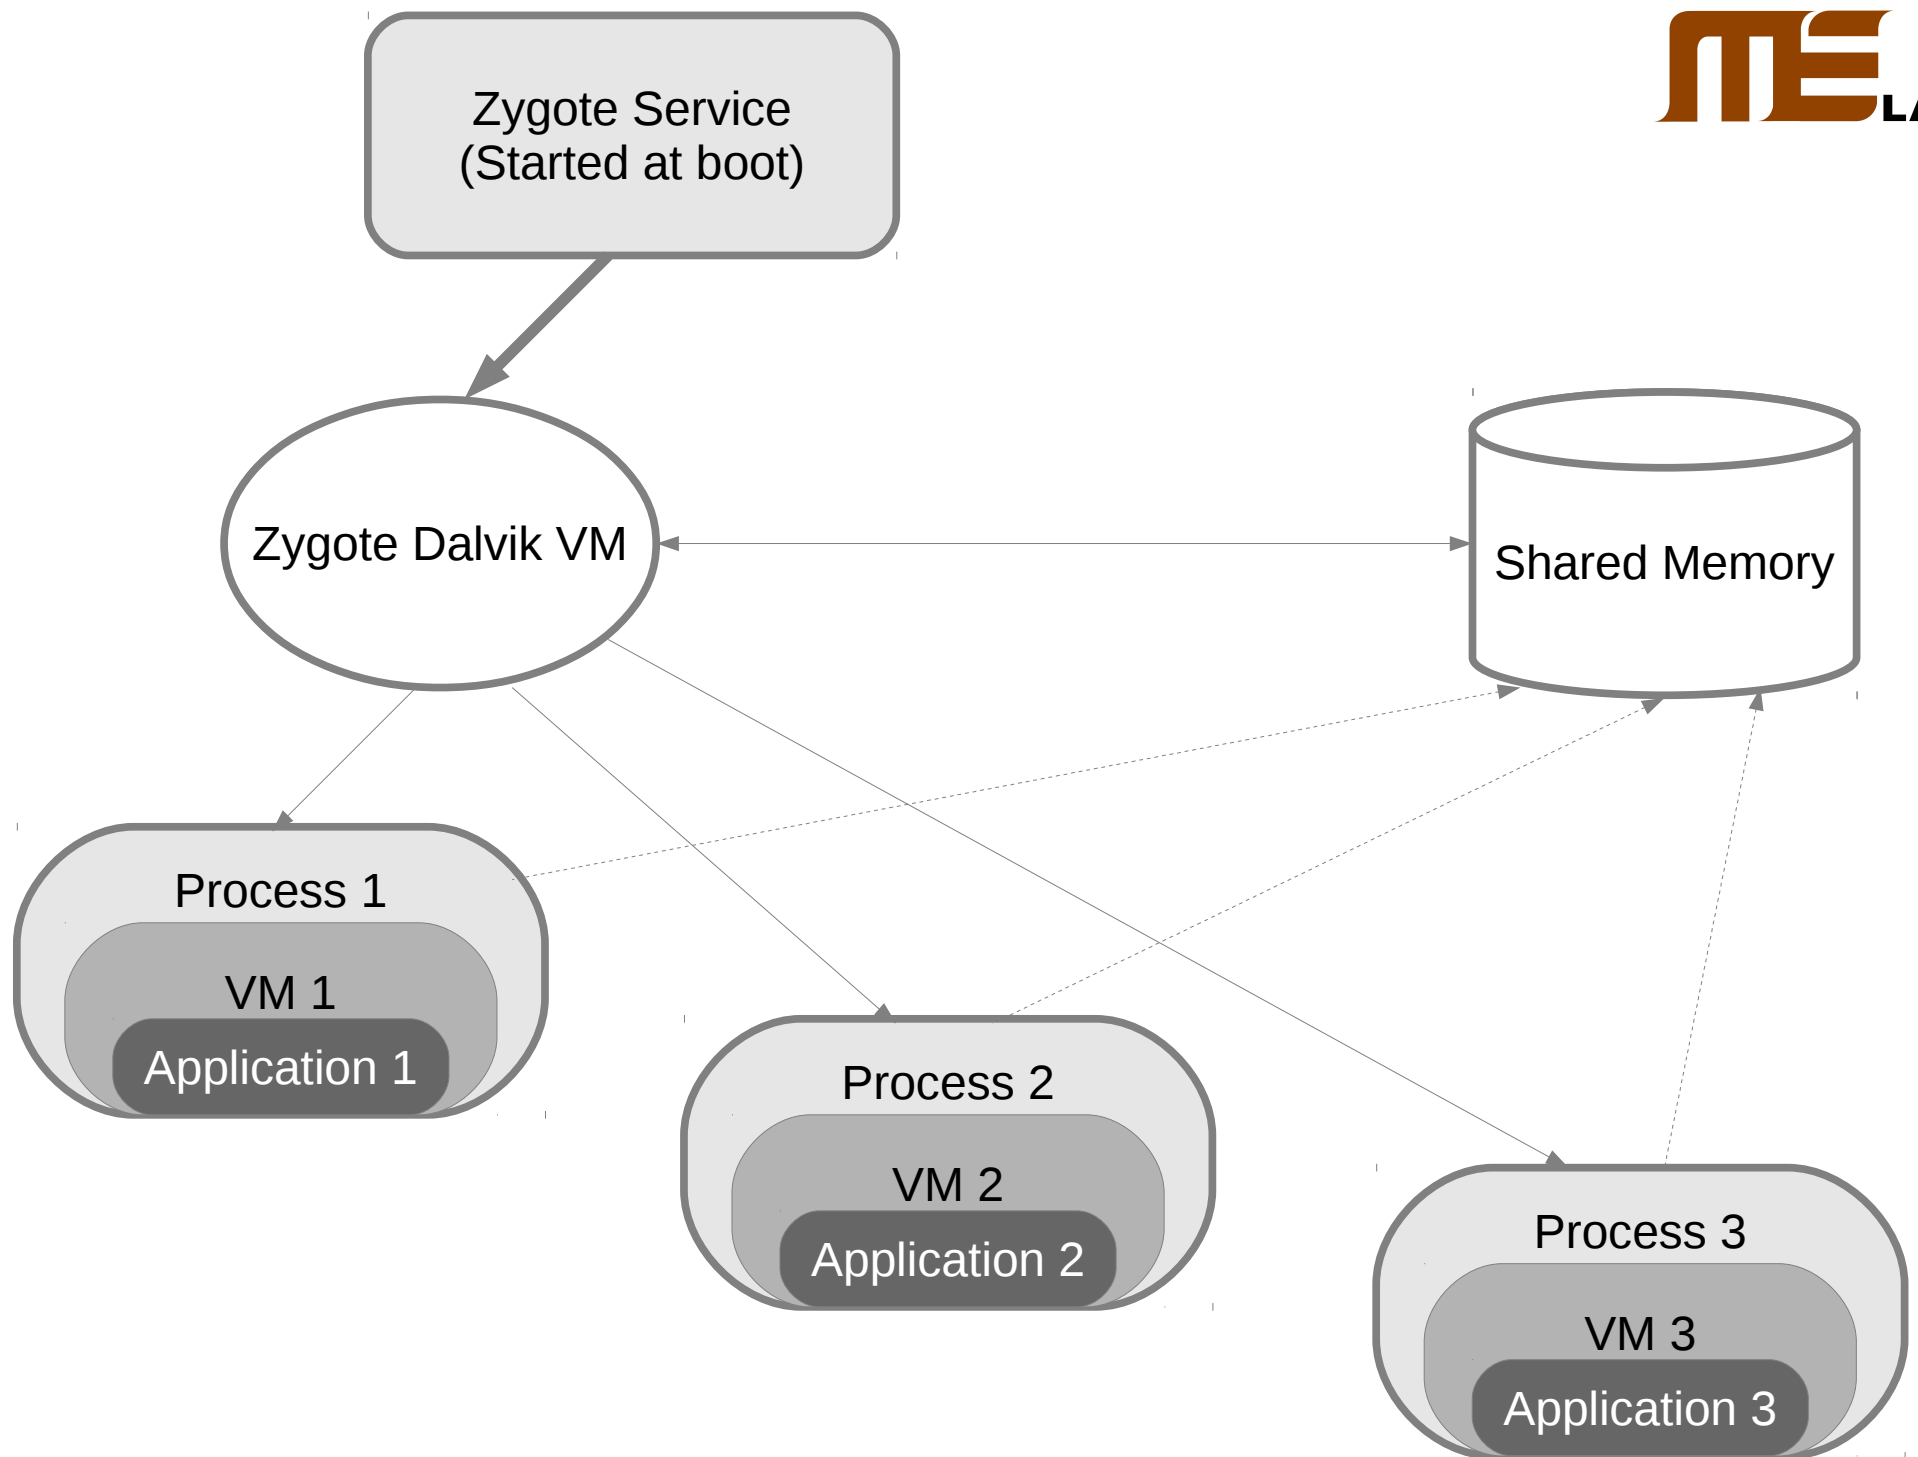 Zygote Service
(Started at boot)
ME
Zygote Dalvik VM
Shared Memory
Process 1
VM 1
Application 1
Process 2
VM 2
Application 2
Process 3
VM 3
Application 3